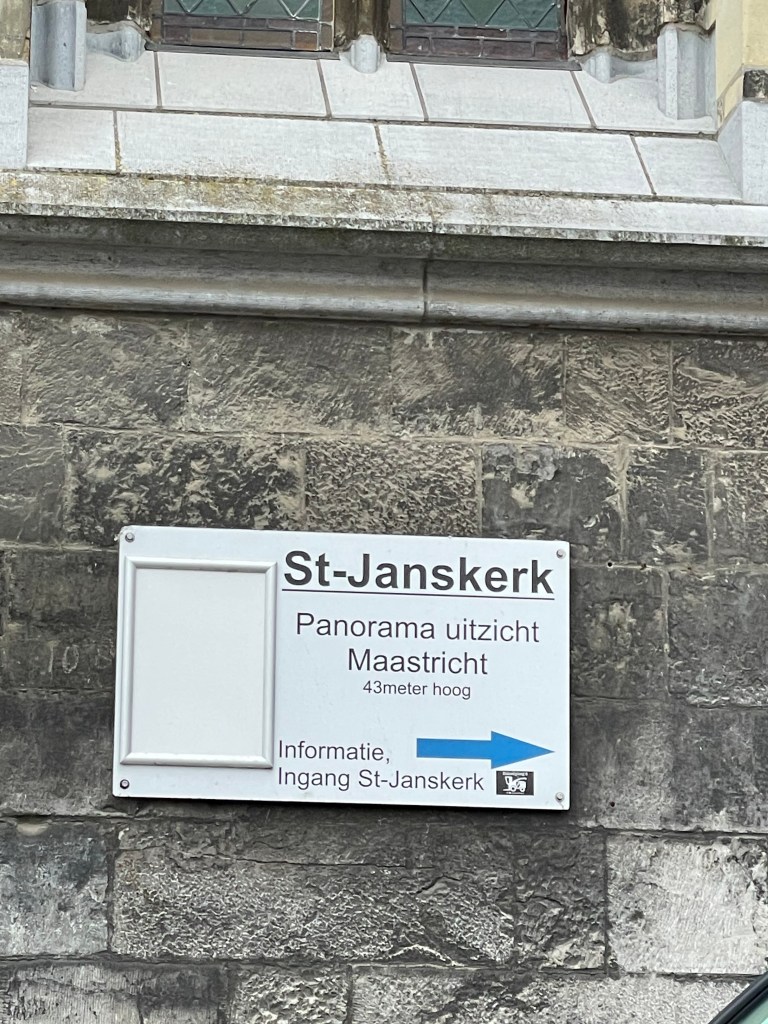 St-Janskerk
Panorama uitzicht
Maastricht
43meter hoog
Informatie,
Ingang St-Janskerk